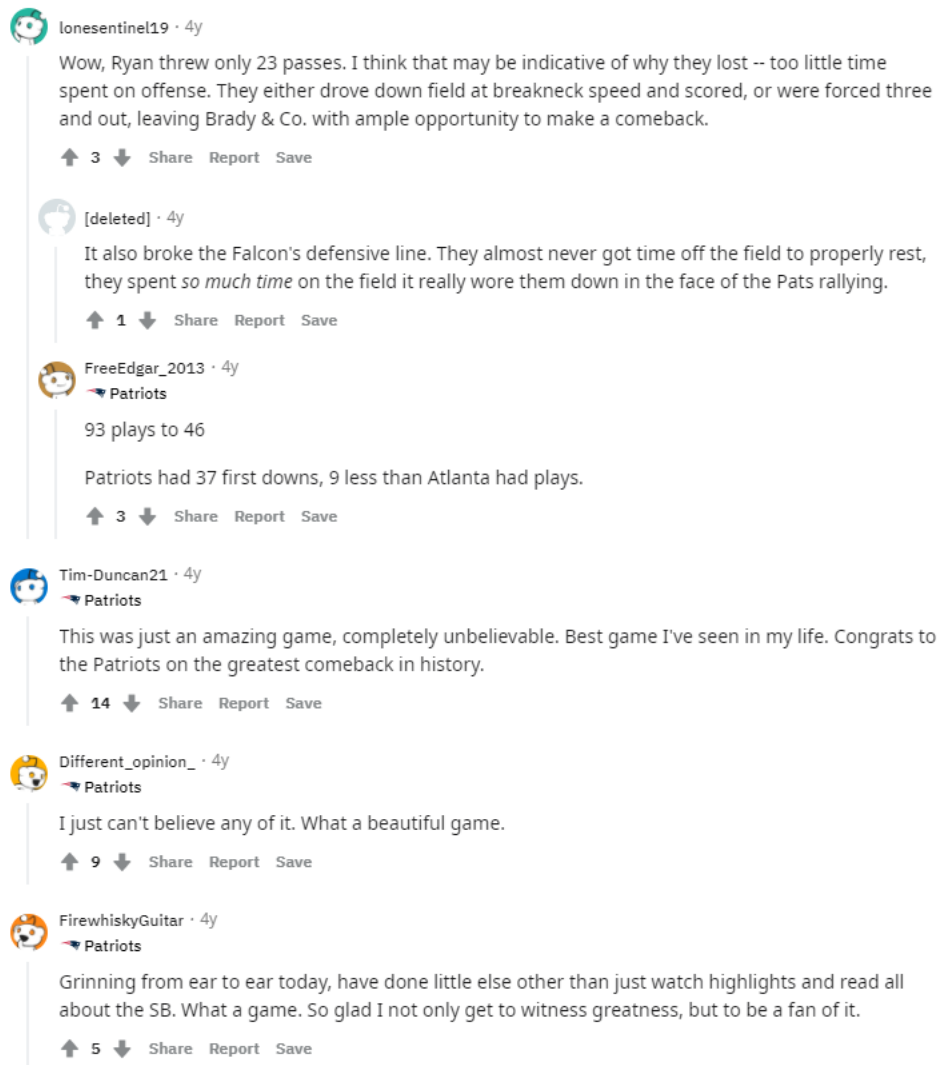 lonesentinel19 · 4y
Wow, Ryan threw only 23 passes. I think that may be indicative of why they lost -- too little time
spent on offense. They either drove down field at breakneck speed and scored, or were forced three
and out, leaving Brady & Co. with ample opportunity to make a comeback.
3 Share Report Save
[deleted] · 4y
It also broke the Falcon's defensive line. They almost never got time off the field to properly rest,
they spent so much time on the field it really wore them down in the face of the Pats rallying.
1 Share Report Save
FreeEdgar_2013 · 4y
Patriots
93 plays to 46
Patriots had 37 first downs, 9 less than Atlanta had plays.
3 Share Report Save
Tim-Duncan21 · 4y
Patriots
This was just an amazing game, completely unbelievable. Best game I've seen in my life. Congrats to
the Patriots on the greatest comeback in history.
14 Share Report Save
Different_opinion_ · 4y
Patriots
I just can't believe any of it. What a beautiful game.
9 Share Report Save
FirewhiskyGuitar · 4y
Patriots
Grinning from ear to ear today, have done little else other than just watch highlights and read all
about the SB. What a game. So glad I not only get to witness greatness, but to be a fan of it.
5 Share Report Save